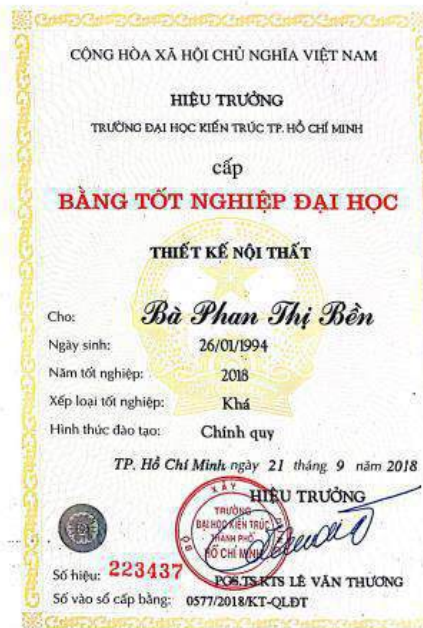 CỘNG HÒA XÃ HỘI CHỦ NGHĨA VIỆT NAM
HIỆU TRƯỞNG
TRƯỜNG ĐẠI HỌC KIẾN TRÚC TP. HỒ CHÍ MINH
cấp
BẰNG TỐT NGHIỆP ĐẠI HỌC
THIẾT KẾ NỘI THẤT
Cho: Bà Phan Thị Bền
Ngày sinh: 26/01/1994
Năm tốt nghiệp: 2018
Xếp loại tốt nghiệp: Khá
Hình thức đào tạo: Chính quy
TP. Hồ Chí Minh ngày 21 tháng 9 năm 2018
HIỆU TRƯỞNG
BỘ XÂY
TRƯỜNG
ĐẠI HỌC KIẾN TRÚC
THÀNH PHỐ
HỒ CHÍ MINH
Số hiệu: 223437
PGS.TS.KTS LÊ VĂN THƯƠNG
Số vào sổ cấp bằng: 0577/2018/KT-QLĐT